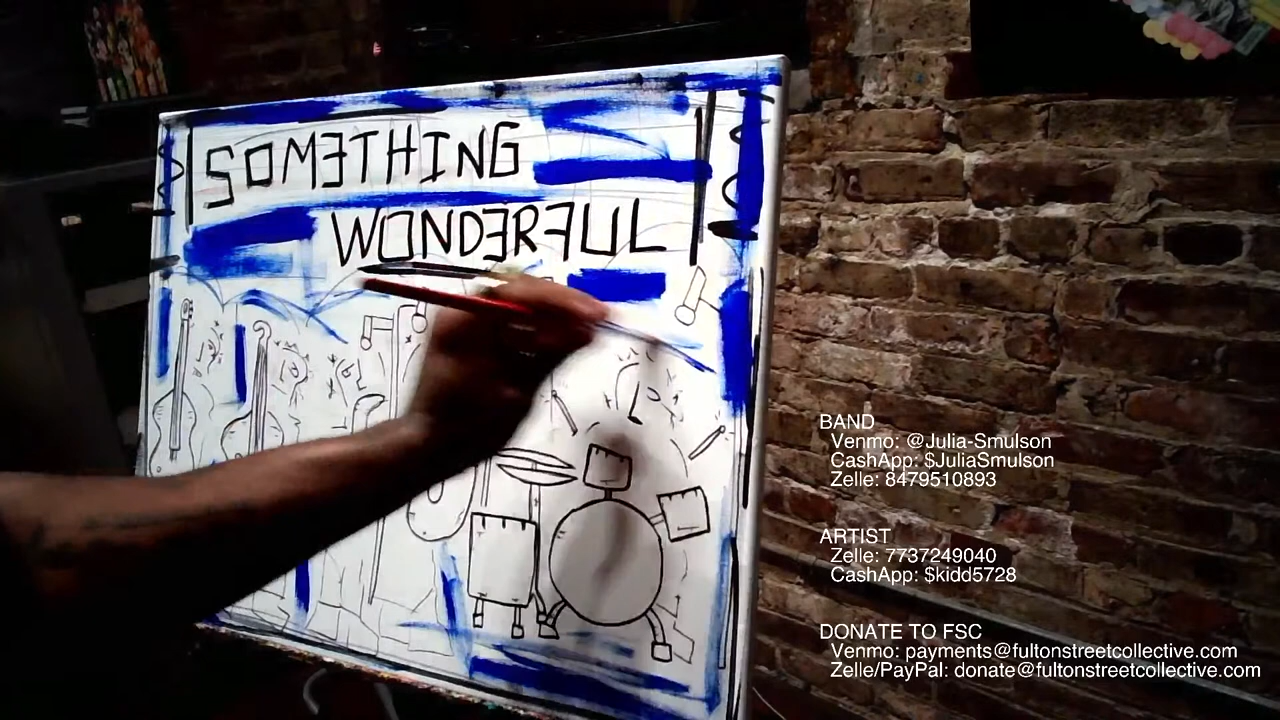 SOMETHING
WONDERFUL
BAND
Venmo: @Julia-Smulson
CashApp: $JuliaSmulson
Zelle: 8479510893
ARTIST
Zelle: 7737249040
CashApp: $kidd5728
DONATE TO FSC
Venmo: payments@fultonstreetcollective.com
Zelle/PayPal: donate@fultonstreetcollective.com